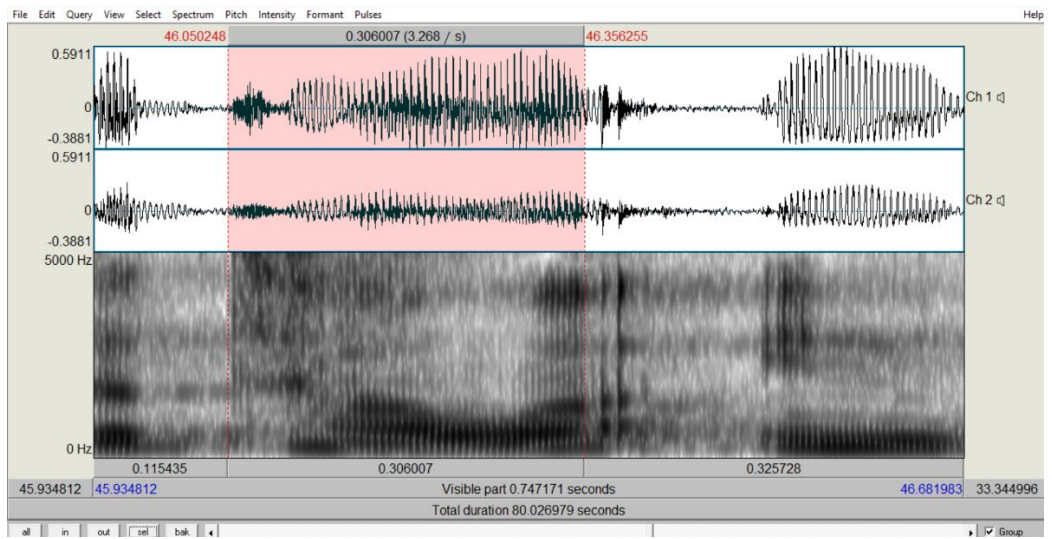 File Edit Query View Select Spectrum Pitch Intensity Formant Pulses Help
46.050248 0.306007 (3.268 / s) 46.356255
0.5911
0
-0.3881
Ch 1
0.5911
0
-0.3881
Ch 2
5000 Hz
0 Hz
0.115435 0.306007 0.325728
45.934812 45.934812 Visible part 0.747171 seconds 46.681983 33.344996
Total duration 80.026979 seconds
all in out sel bak Group